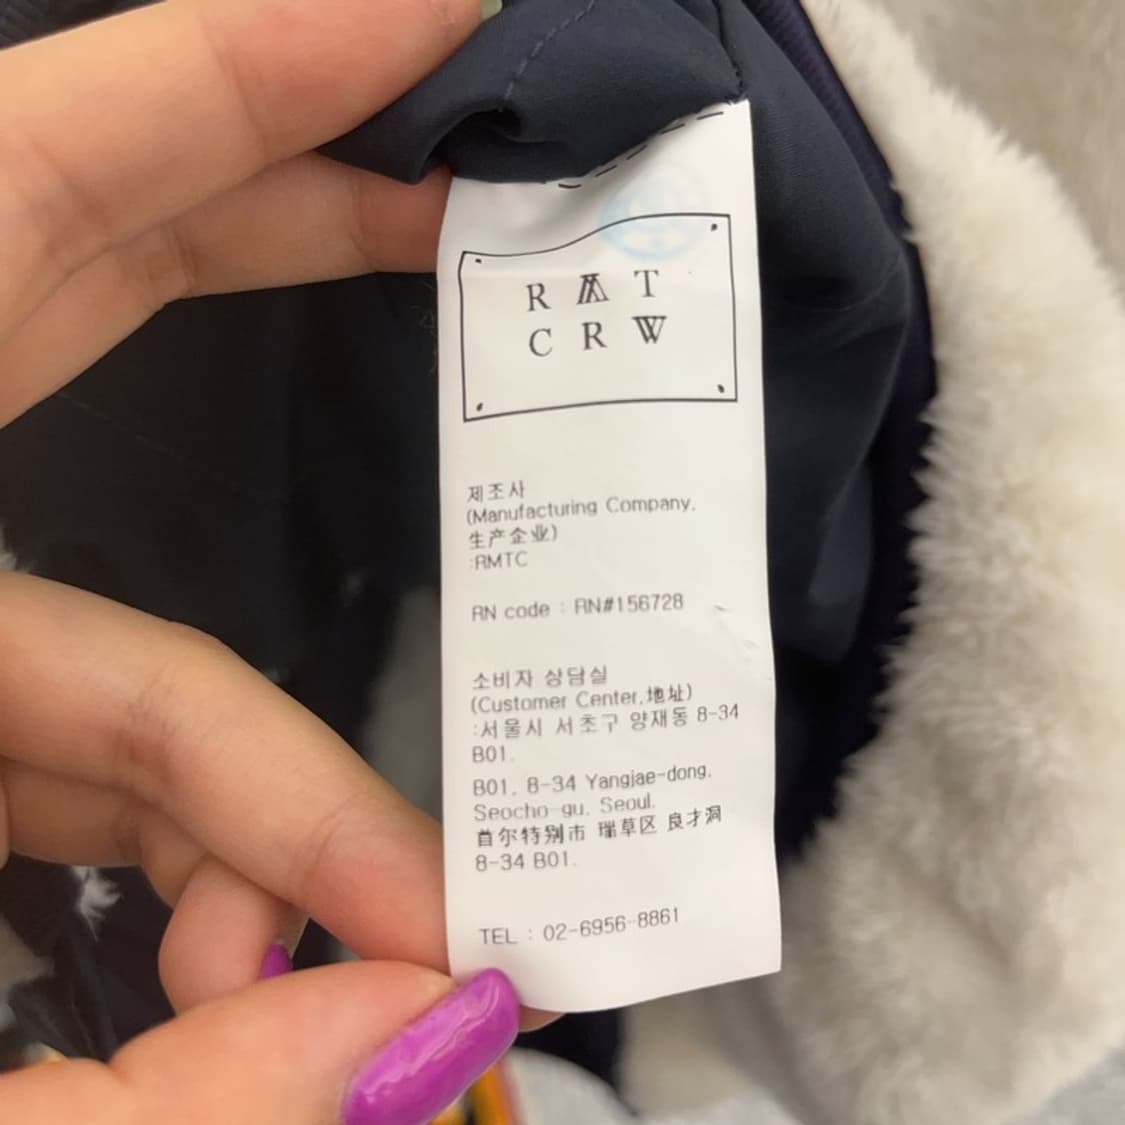 RMT
CRW
제조사
(Manufacturing Company,
生产企业)
:RMTC
RN code : RN#156728
소비자 상담실
(Customer Center,地址)
:서울시 서초구 양재동 8-34
B01.
B01, 8-34 Yangjae-dong,
Seocho-gu, Seoul.
首尔特别市 瑞草区 良才洞
8-34 B01.
TEL : 02-6956-8861